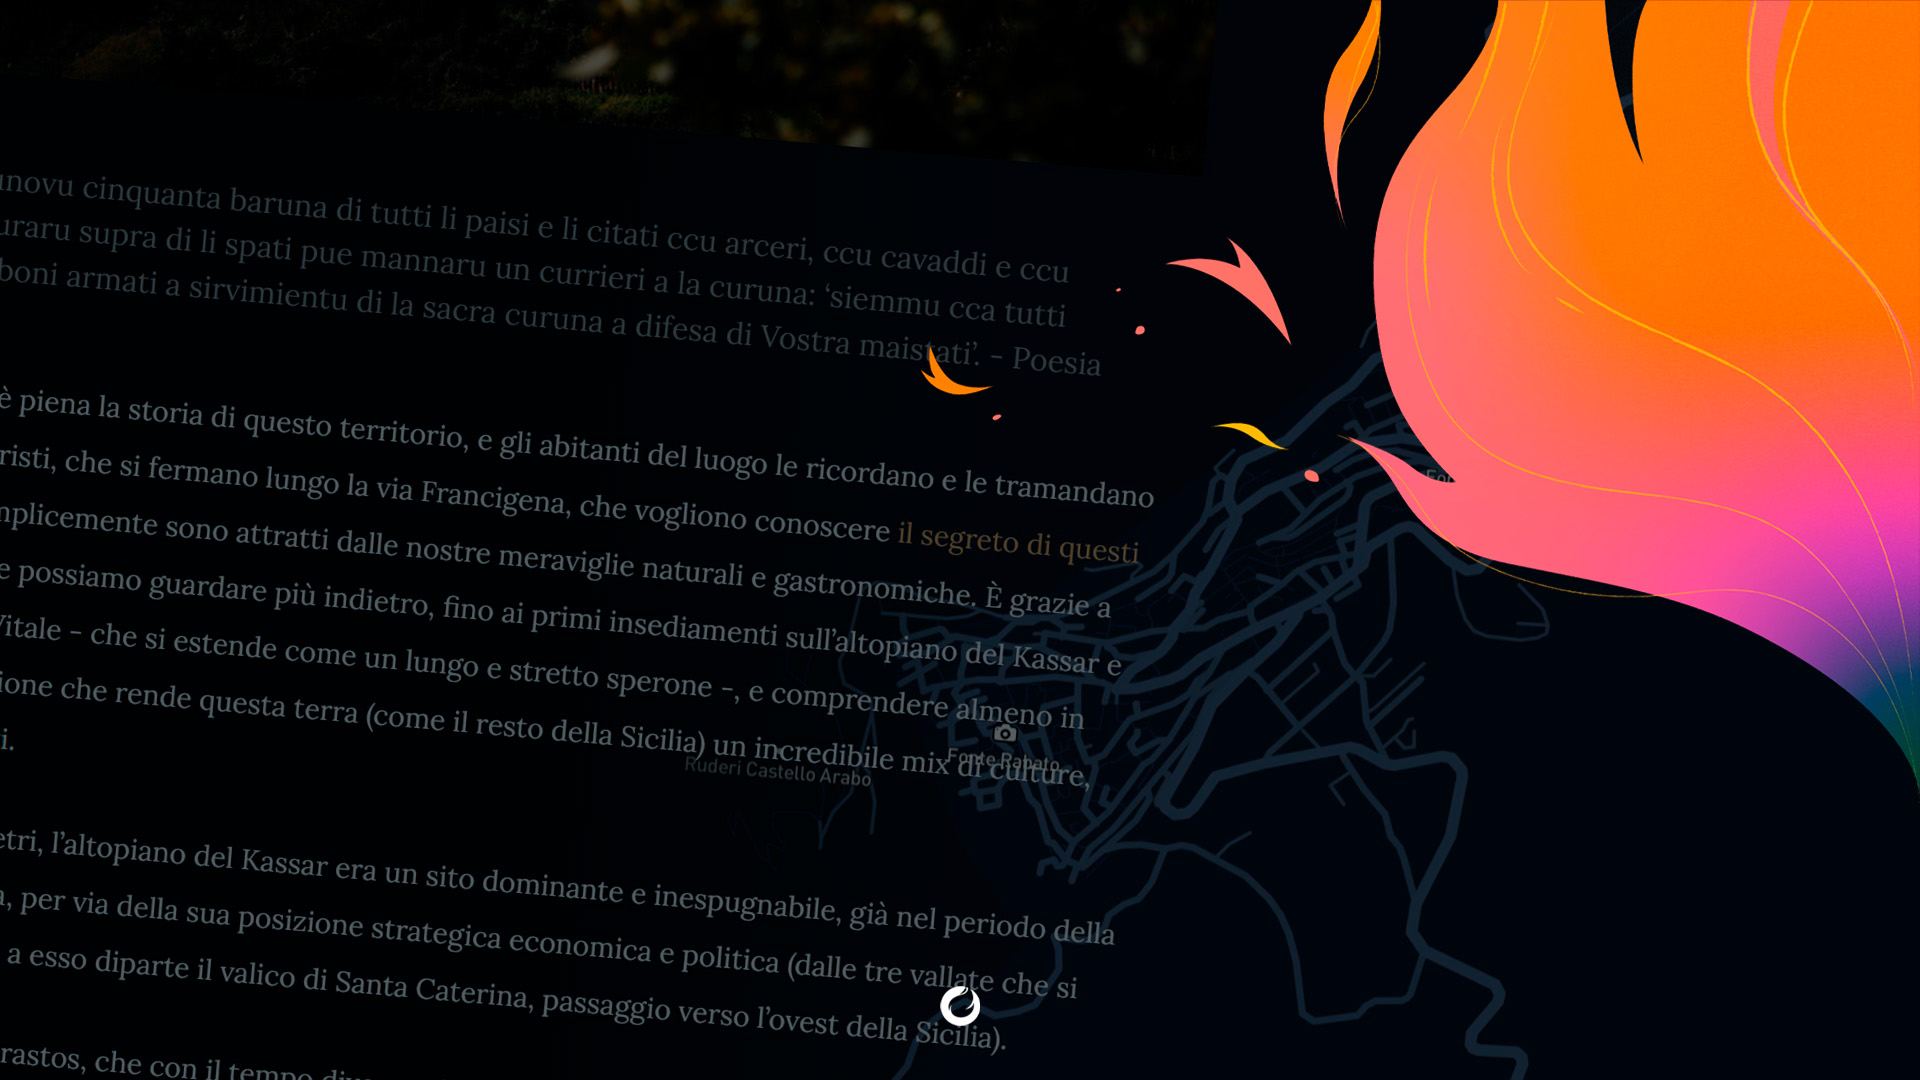 cinquanta baruna di tutti li paisi e li citati ccu arceri, ccu cavaddi e ccu
supra di li spati pue mannaru un currieri a la curuna: ‘siemmu cca tutti
armati a sirvimientu di la sacra curuna a difesa di Vostra maistati’. - Poesia
è piena la storia di questo territorio, e gli abitanti del luogo le ricordano e le tramandano
che si fermano lungo la via Francigena, che vogliono conoscere il segreto di questi
sono attratti dalle nostre meraviglie naturali e gastronomiche. È grazie a
e possiamo guardare più indietro, fino ai primi insediamenti sull’altopiano del Kassar e
Vitale - che si estende come un lungo e stretto sperone -, e comprendere almeno in
che rende questa terra (come il resto della Sicilia) un incredibile mix di culture,
Ruderi Castello Arabo
Fonte Rabato
l’altopiano del Kassar era un sito dominante e inespugnabile, già nel periodo della
per via della sua posizione strategica economica e politica (dalle tre vallate che si
a esso diparte il valico di Santa Caterina, passaggio verso l’ovest della Sicilia).
che con il tempo